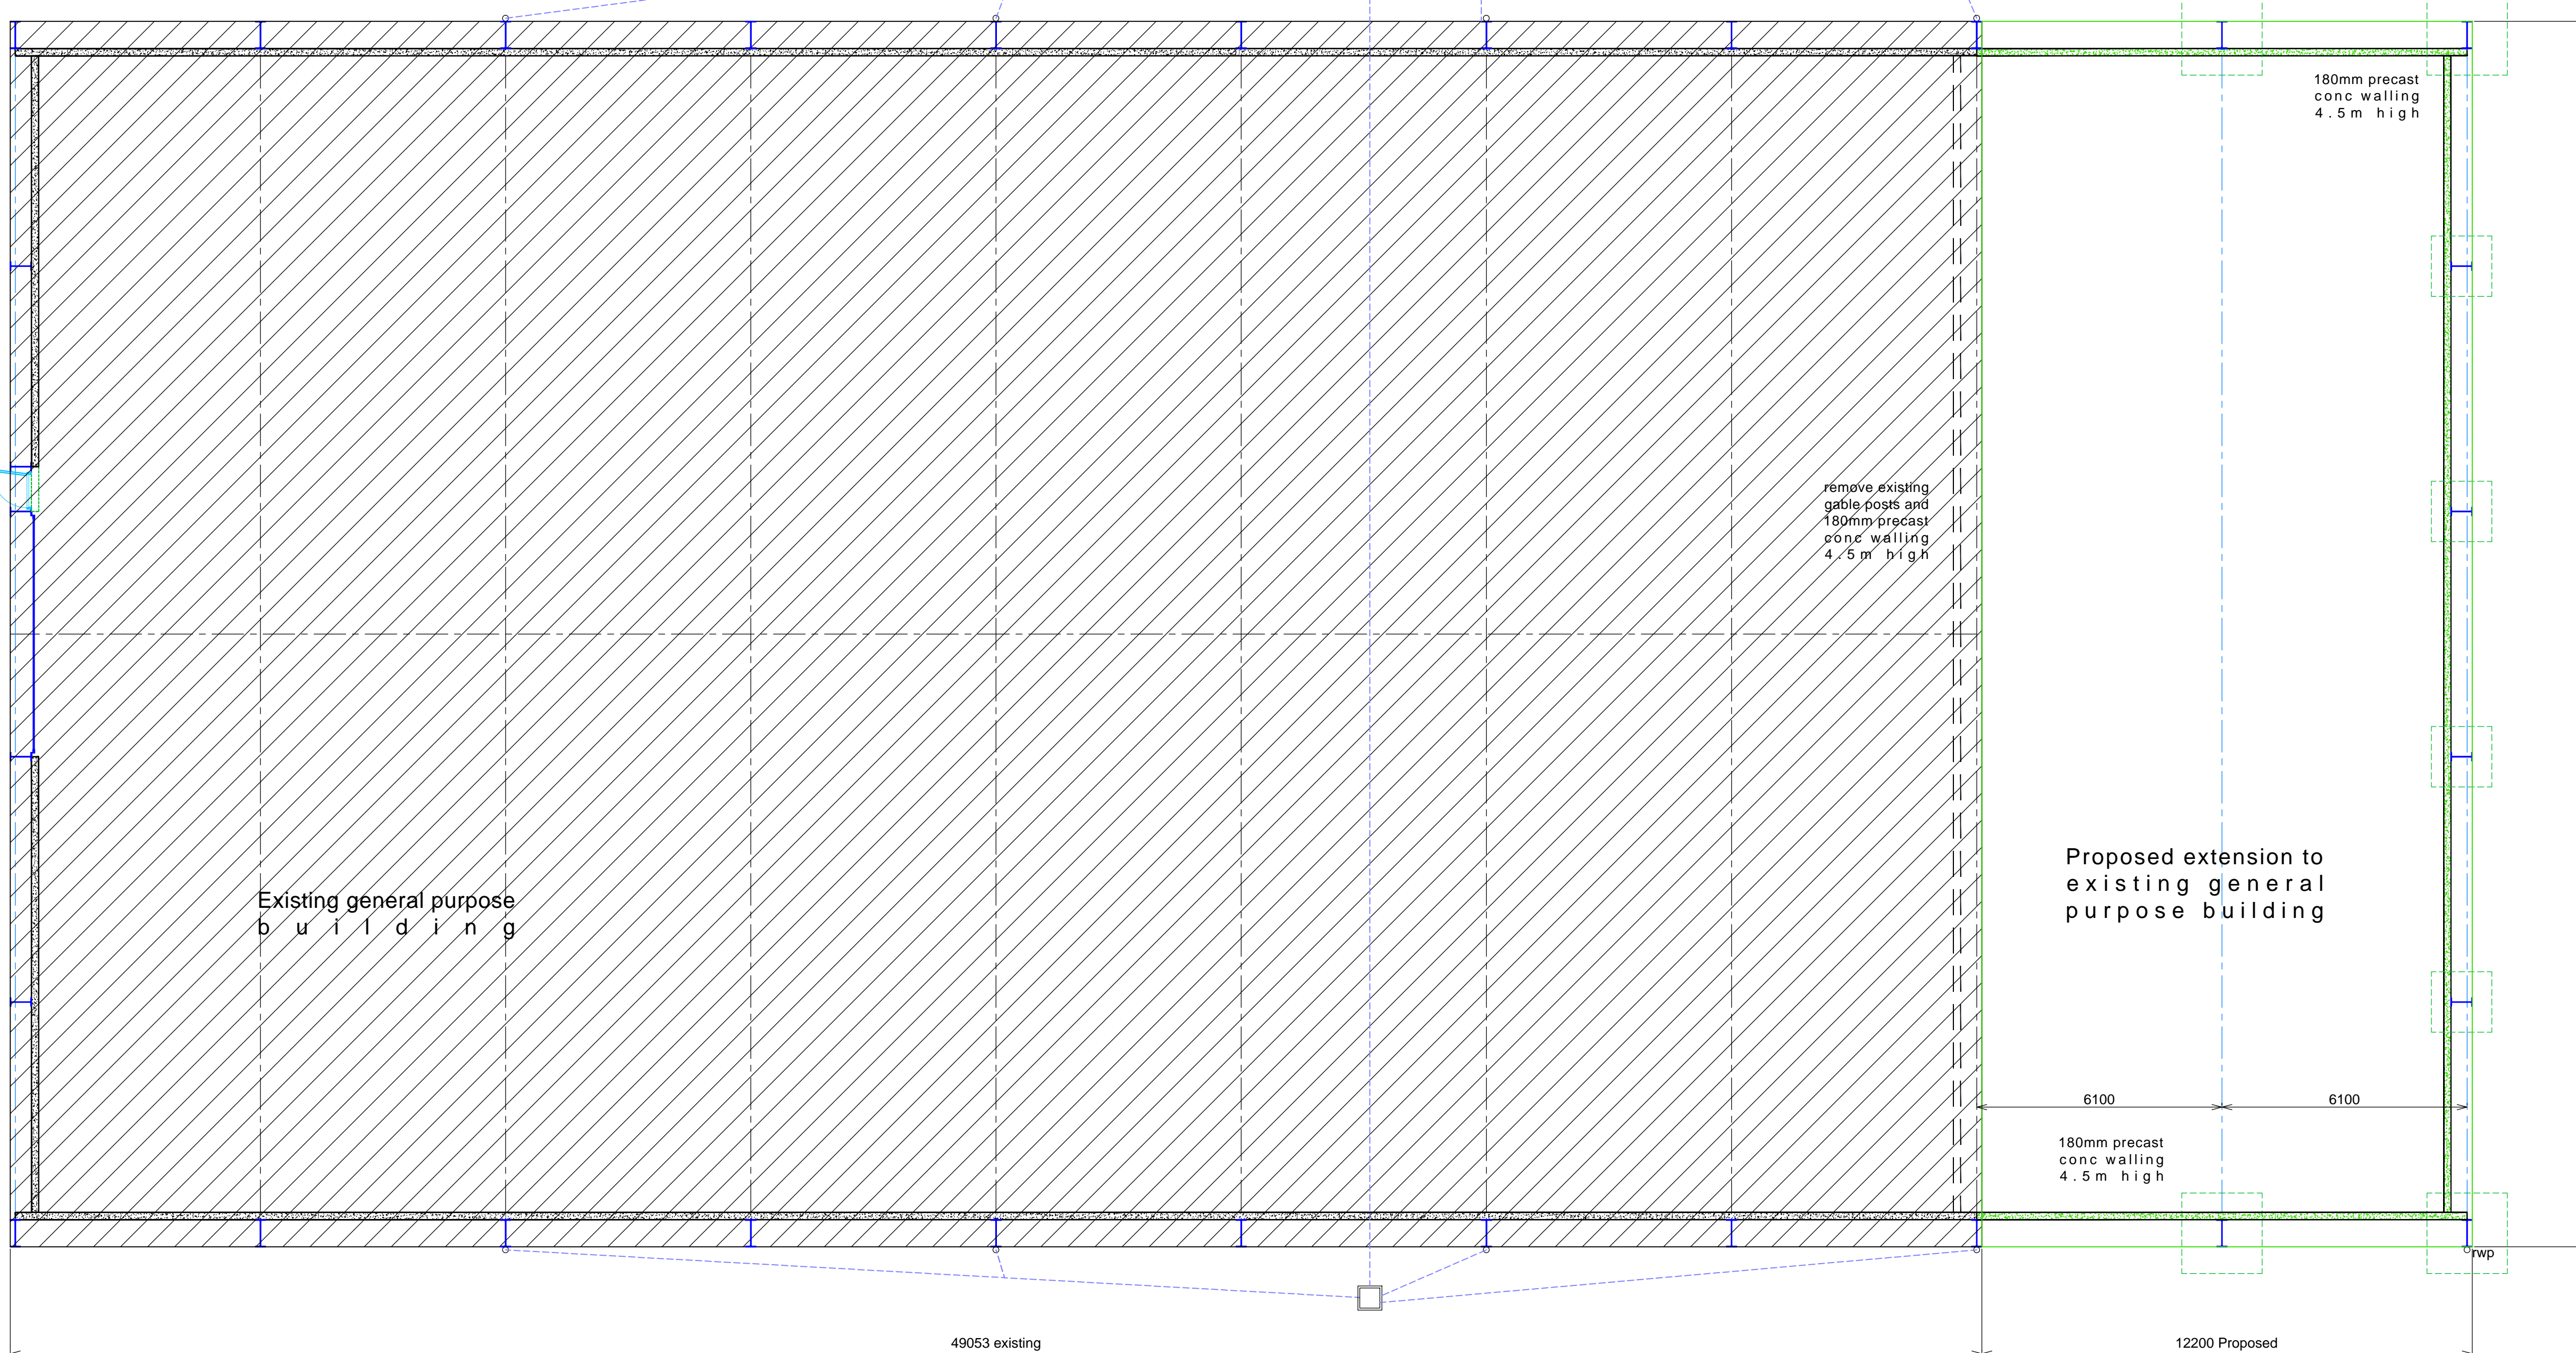 180mm precast
conc walling
4.5m high
remove existing
gable posts and
180mm precast
conc walling
4.5m high
Existing general purpose
building
Proposed extension to
existing general
purpose building
6100
6100
180mm precast
conc walling
4.5m high
rwp
49053 existing
12200 Proposed